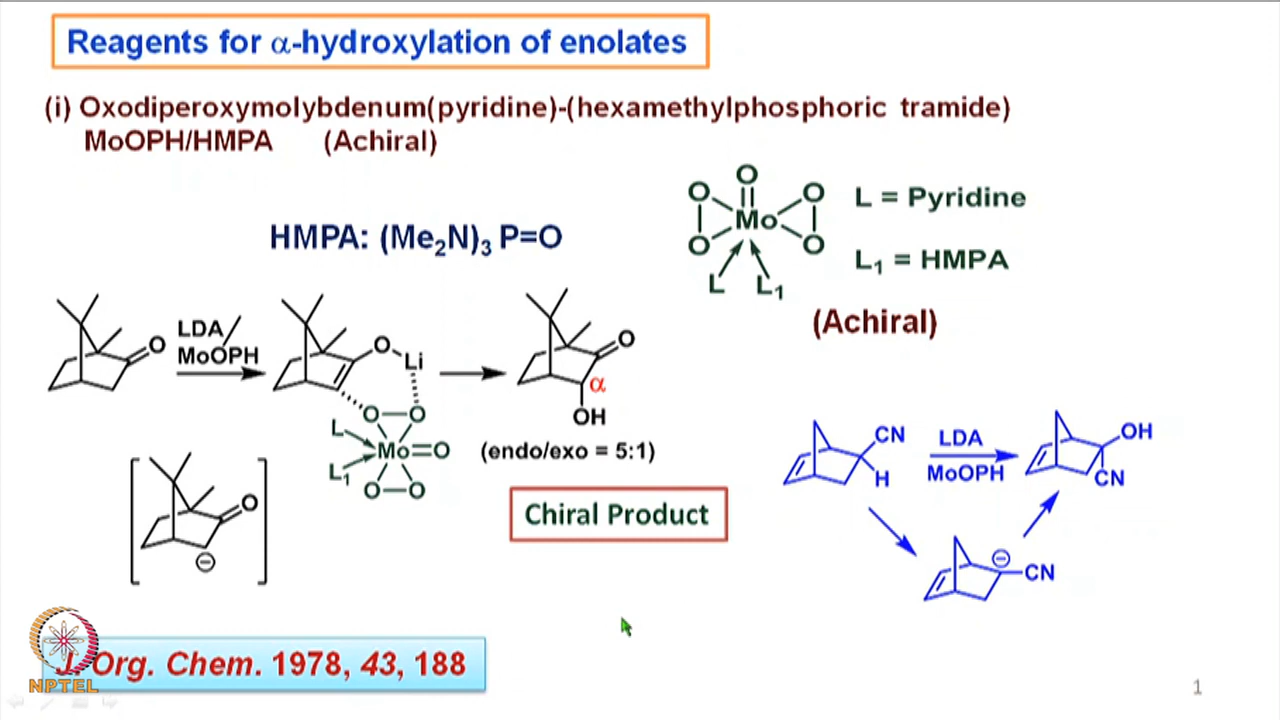 Reagents for α-hydroxylation of enolates
(i) Oxodiperoxymolybdenum(pyridine)-(hexamethylphosphoric tramide)
MoOPH/HMPA (Achiral)
HMPA: (Me₂N)₃ P=O
O
O O
Mo
O O
L L₁
L = Pyridine
L₁ = HMPA
(Achiral)
O
LDA/
MoOPH
O Li
O O
L
Mo=O
L₁
O O
O
α
OH
(endo/exo = 5:1)
O
⊖
Chiral Product
CN
H
LDA
MoOPH
OH
CN
⊖
CN
J. Org. Chem. 1978, 43, 188
NPTEL
1